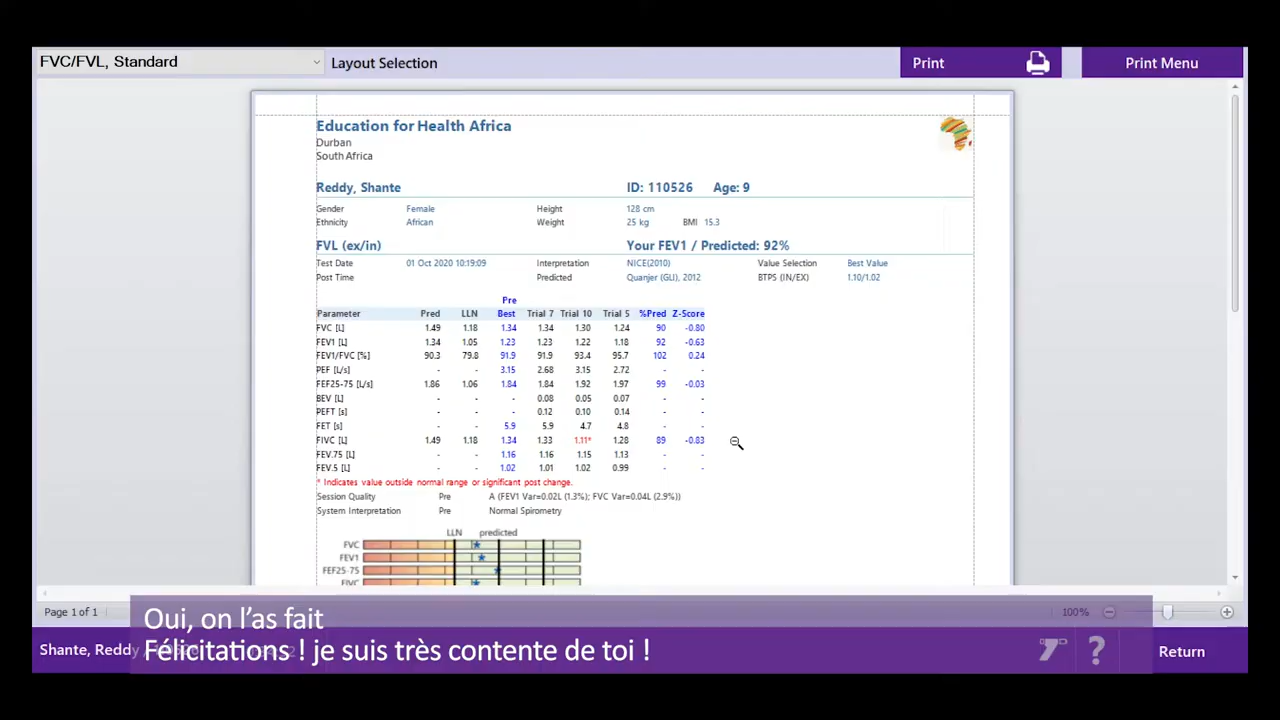 FVC/FVL, Standard Layout Selection Print Print Menu
Education for Health Africa
Durban
South Africa
Reddy, Shante ID: 110526 Age: 9
Gender Female Height 128 cm
Ethnicity African Weight 25 kg BMI 15.3
FVL (ex/in) Your FEV1 / Predicted: 92%
Test Date 01 Oct 2020 10:19:09 Interpretation NICE(2010) Value Selection Best Value
Post Time Predicted Quanjer (GLI), 2012 BTPS (IN/EX) 1.10/1.02
Pre
Parameter Pred LLN Best Trial 7 Trial 10 Trial 5 %Pred Z-Score
FVC [L] 1.49 1.18 1.34 1.34 1.30 1.24 90 -0.80
FEV1 [L] 1.34 1.05 1.23 1.23 1.22 1.18 92 -0.63
FEV1/FVC [%] 90.3 79.8 91.9 91.9 93.4 95.7 102 0.24
PEF [L/s] - - 3.15 2.68 3.15 2.72 - -
FEF25-75 [L/s] 1.86 1.06 1.84 1.84 1.92 1.97 99 -0.03
BEV [L] - - - 0.08 0.05 0.07 - -
PEFT [s] - - - 0.12 0.10 0.14 - -
FET [s] - - 5.9 5.9 4.7 4.8 - -
FIVC [L] 1.49 1.18 1.34 1.33 1.11* 1.28 89 -0.83
FEV.75 [L] - - 1.16 1.16 1.15 1.13 - -
FEV.5 [L] - - 1.02 1.01 1.02 0.99 - -
* Indicates value outside normal range or significant post change.
Session Quality Pre A (FEV1 Var=0.02L (1.3%); FVC Var=0.04L (2.9%))
System Interpretation Pre Normal Spirometry
LLN predicted
FVC
FEV1
FEF25-75
FIVC
Page 1 of 1 100%
Oui, on l'as fait
Shante, Reddy
Félicitations ! je suis très contente de toi !
? Return